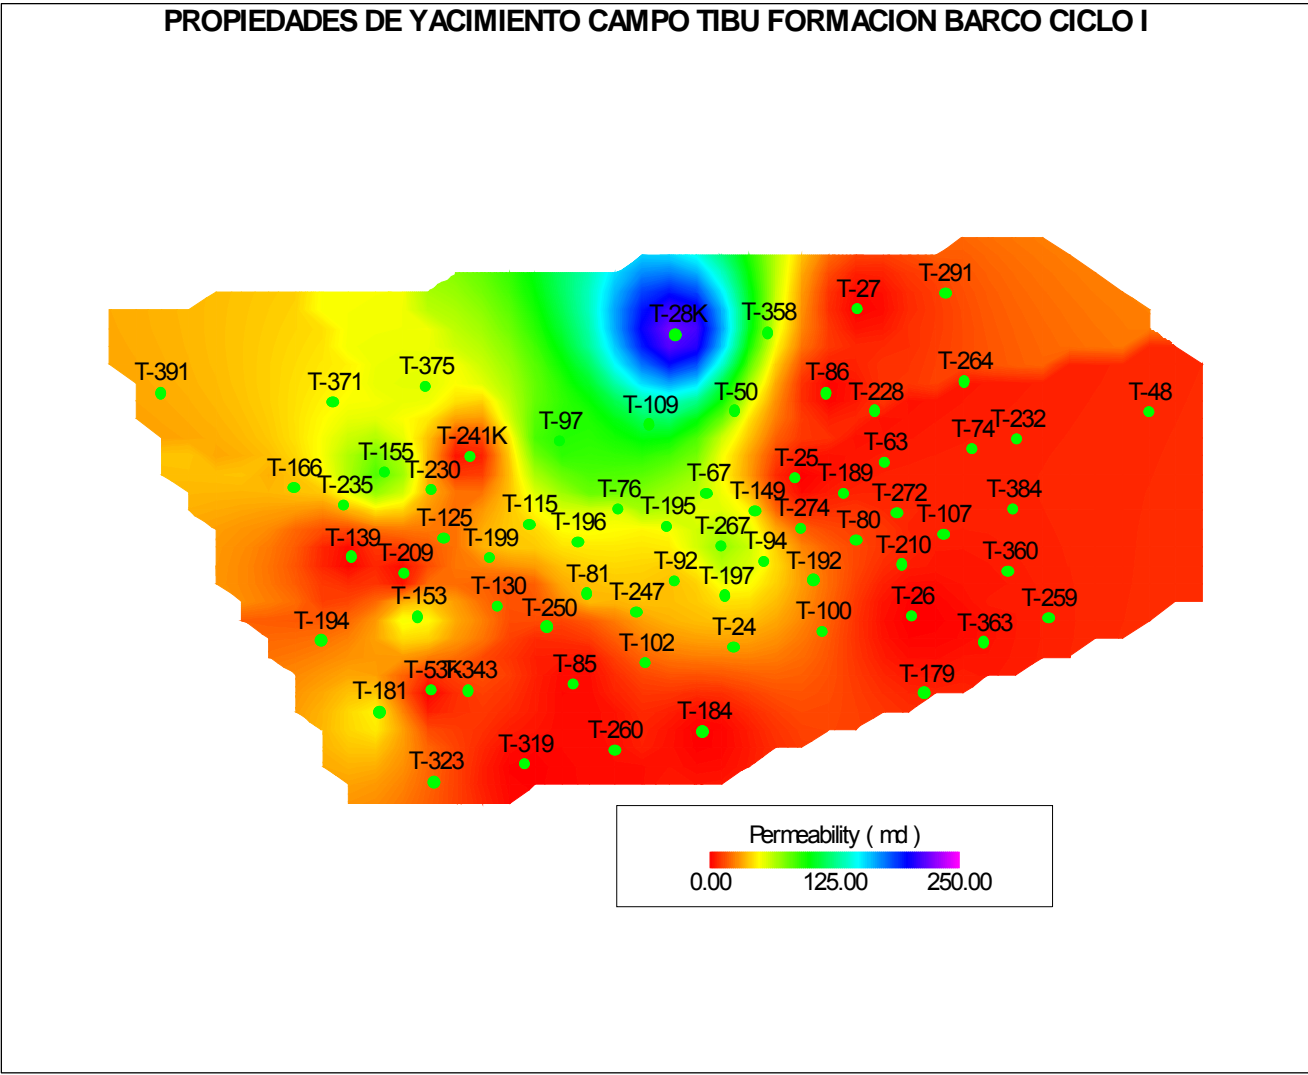 PROPIEDADES DE YACIMIENTO CAMPO TIBU FORMACION BARCO CICLO I
T-291
T-27
T-28K
T-358
T-264
T-375
T-391
T-371
T-86
T-48
T-228
T-50
T-109
T-97
T-232
T-74
T-241K
T-63
T-155
T-25
T-166
T-230
T-189
T-67
T-235
T-76
T-149
T-272
T-384
T-115
T-195
T-274
T-107
T-125
T-196
T-80
T-267
T-139
T-199
T-94
T-210
T-209
T-92
T-192
T-360
T-81
T-197
T-130
T-247
T-153
T-26
T-259
T-250
T-100
T-194
T-24
T-363
T-102
T-53K
T-343
T-85
T-179
T-181
T-184
T-260
T-319
T-323
Permeability ( md )
0.00 125.00 250.00